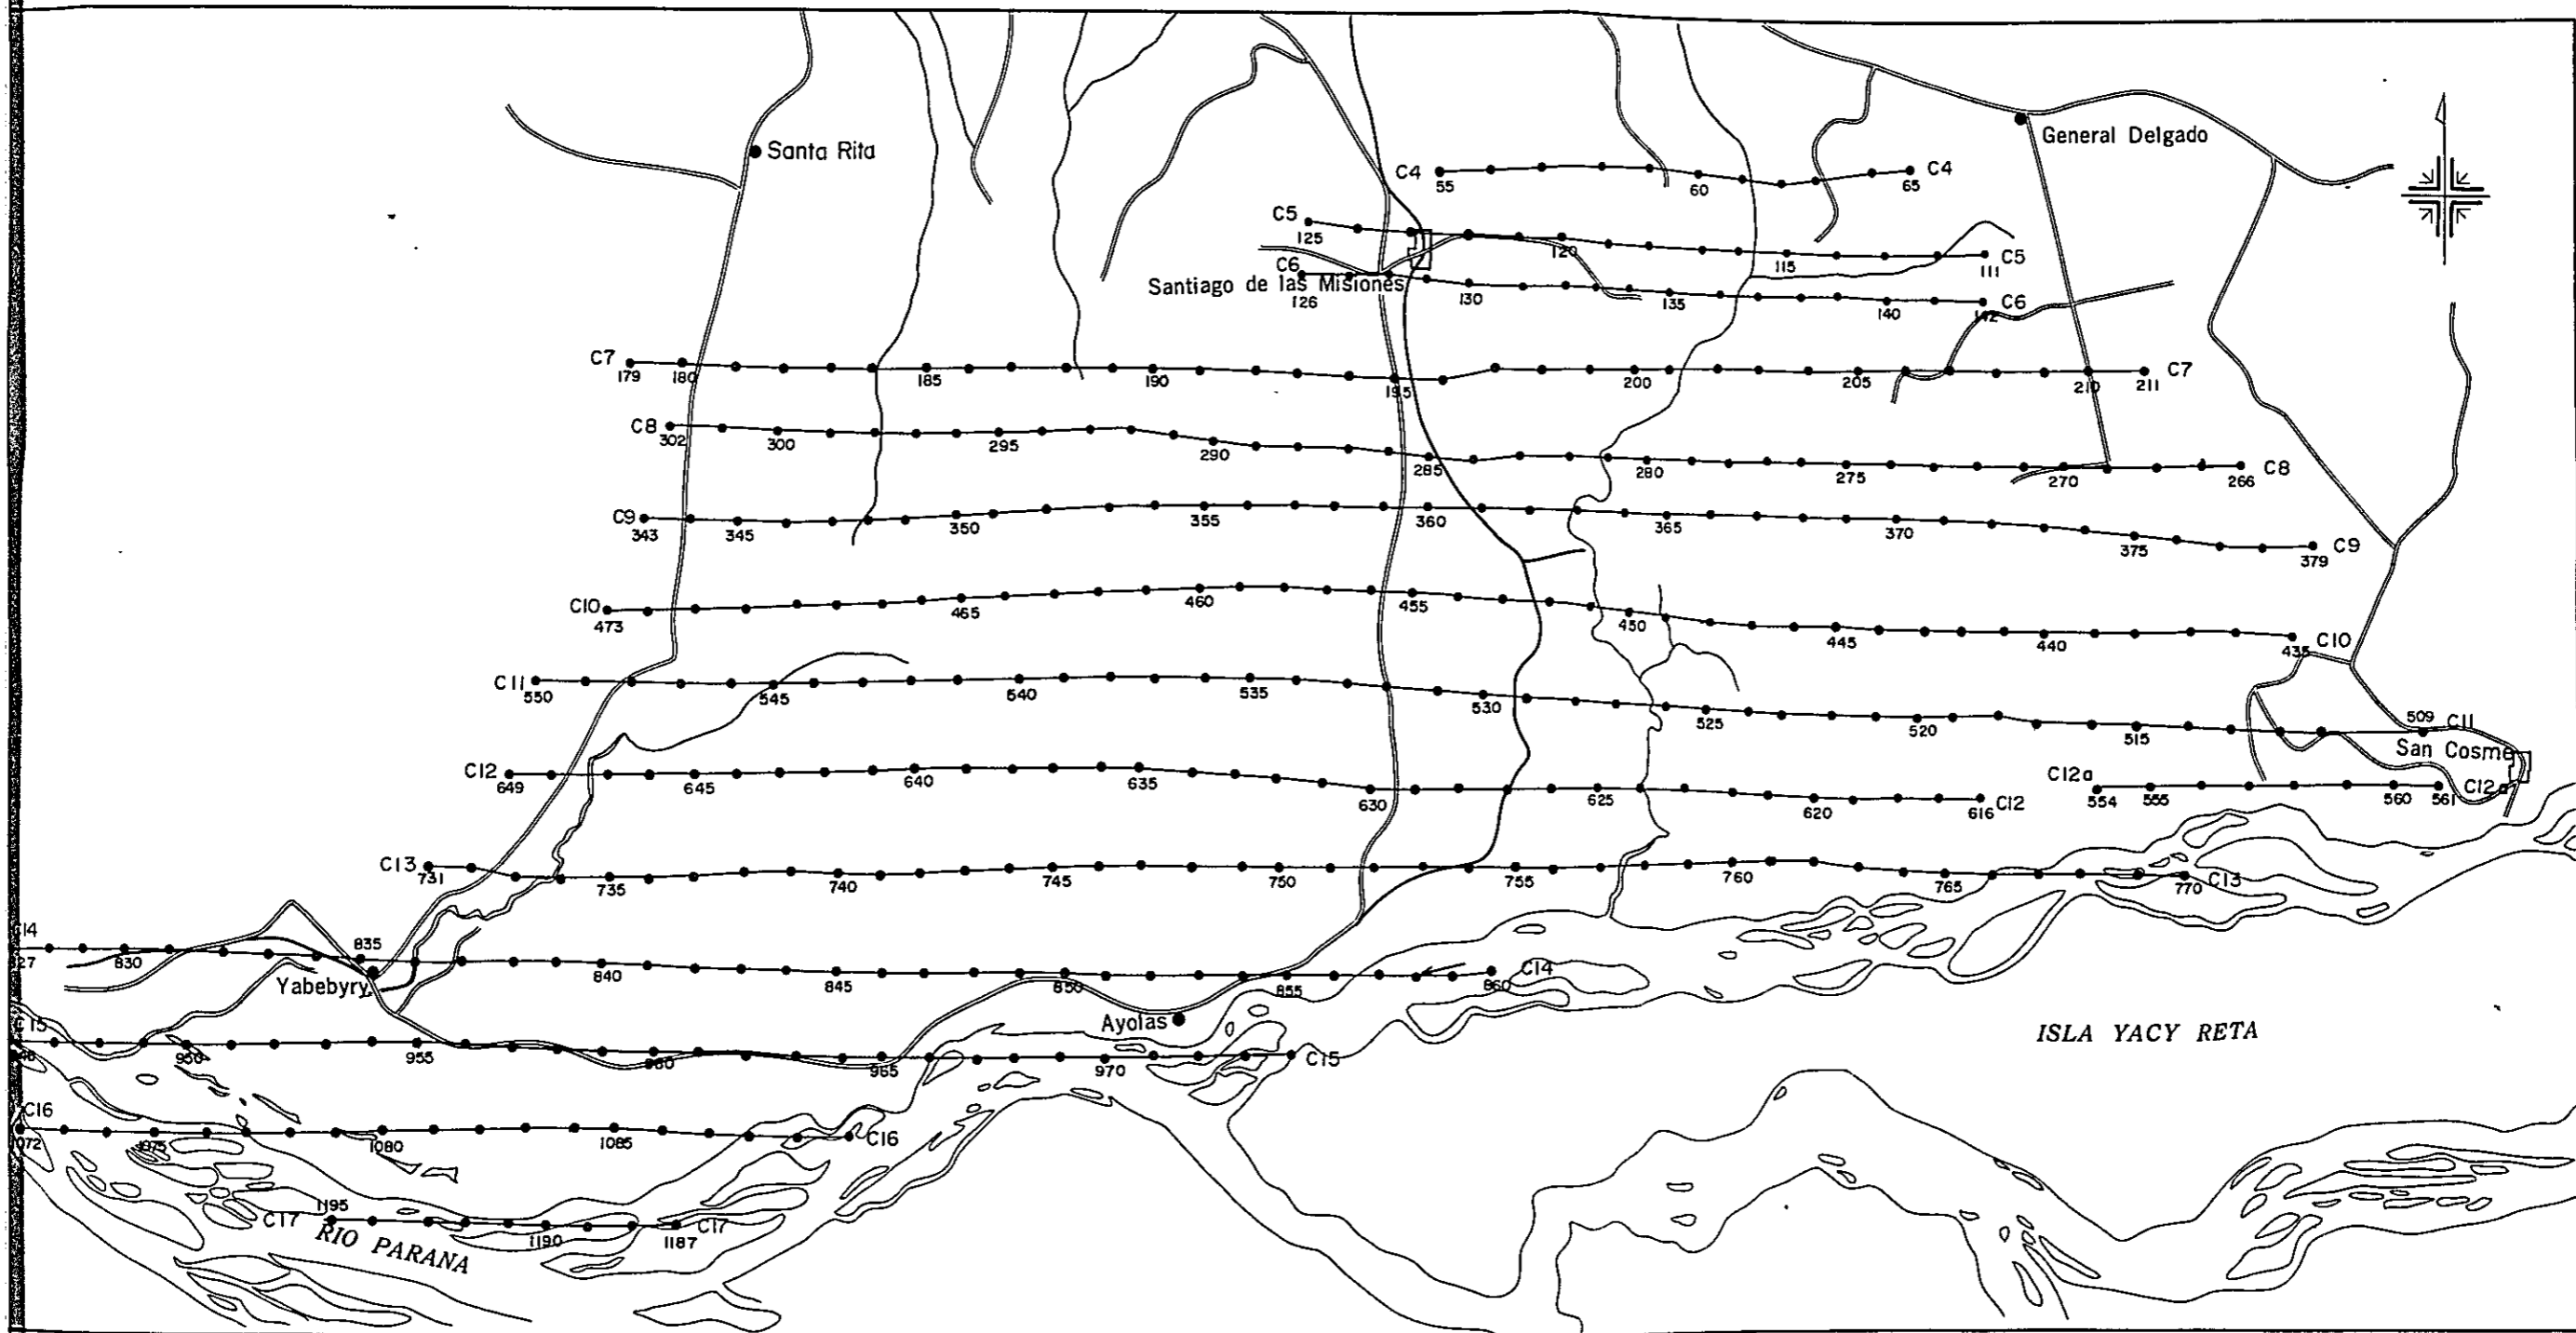 Santa Rita
General Delgado
C4 55 60 65 C4
C5 125 120 115 111 C5
C6 126 130 135 140 142 C6
Santiago de las Misiones
C7 179 180 185 190 195 200 205 210 211 C7
C8 302 300 295 290 285 280 275 270 266 C8
C9 343 345 350 355 360 365 370 375 379 C9
C10 473 465 460 455 450 445 440 435 C10
C11 550 545 540 535 530 525 520 515 509 C11
San Cosme
C12 649 645 640 635 630 625 620 616 C12
C12a 554 555 560 561 C12
C13 731 735 740 745 750 755 760 765 770 C13
830 835 840 845 850 855 860 C14
Yabebyry
Ayolas
C15 950 955 960 965 970 C15
ISLA YACY RETA
C16 1072 1075 1080 1085 C16
C17 1195 1190 1187 C17
RIO PARANA